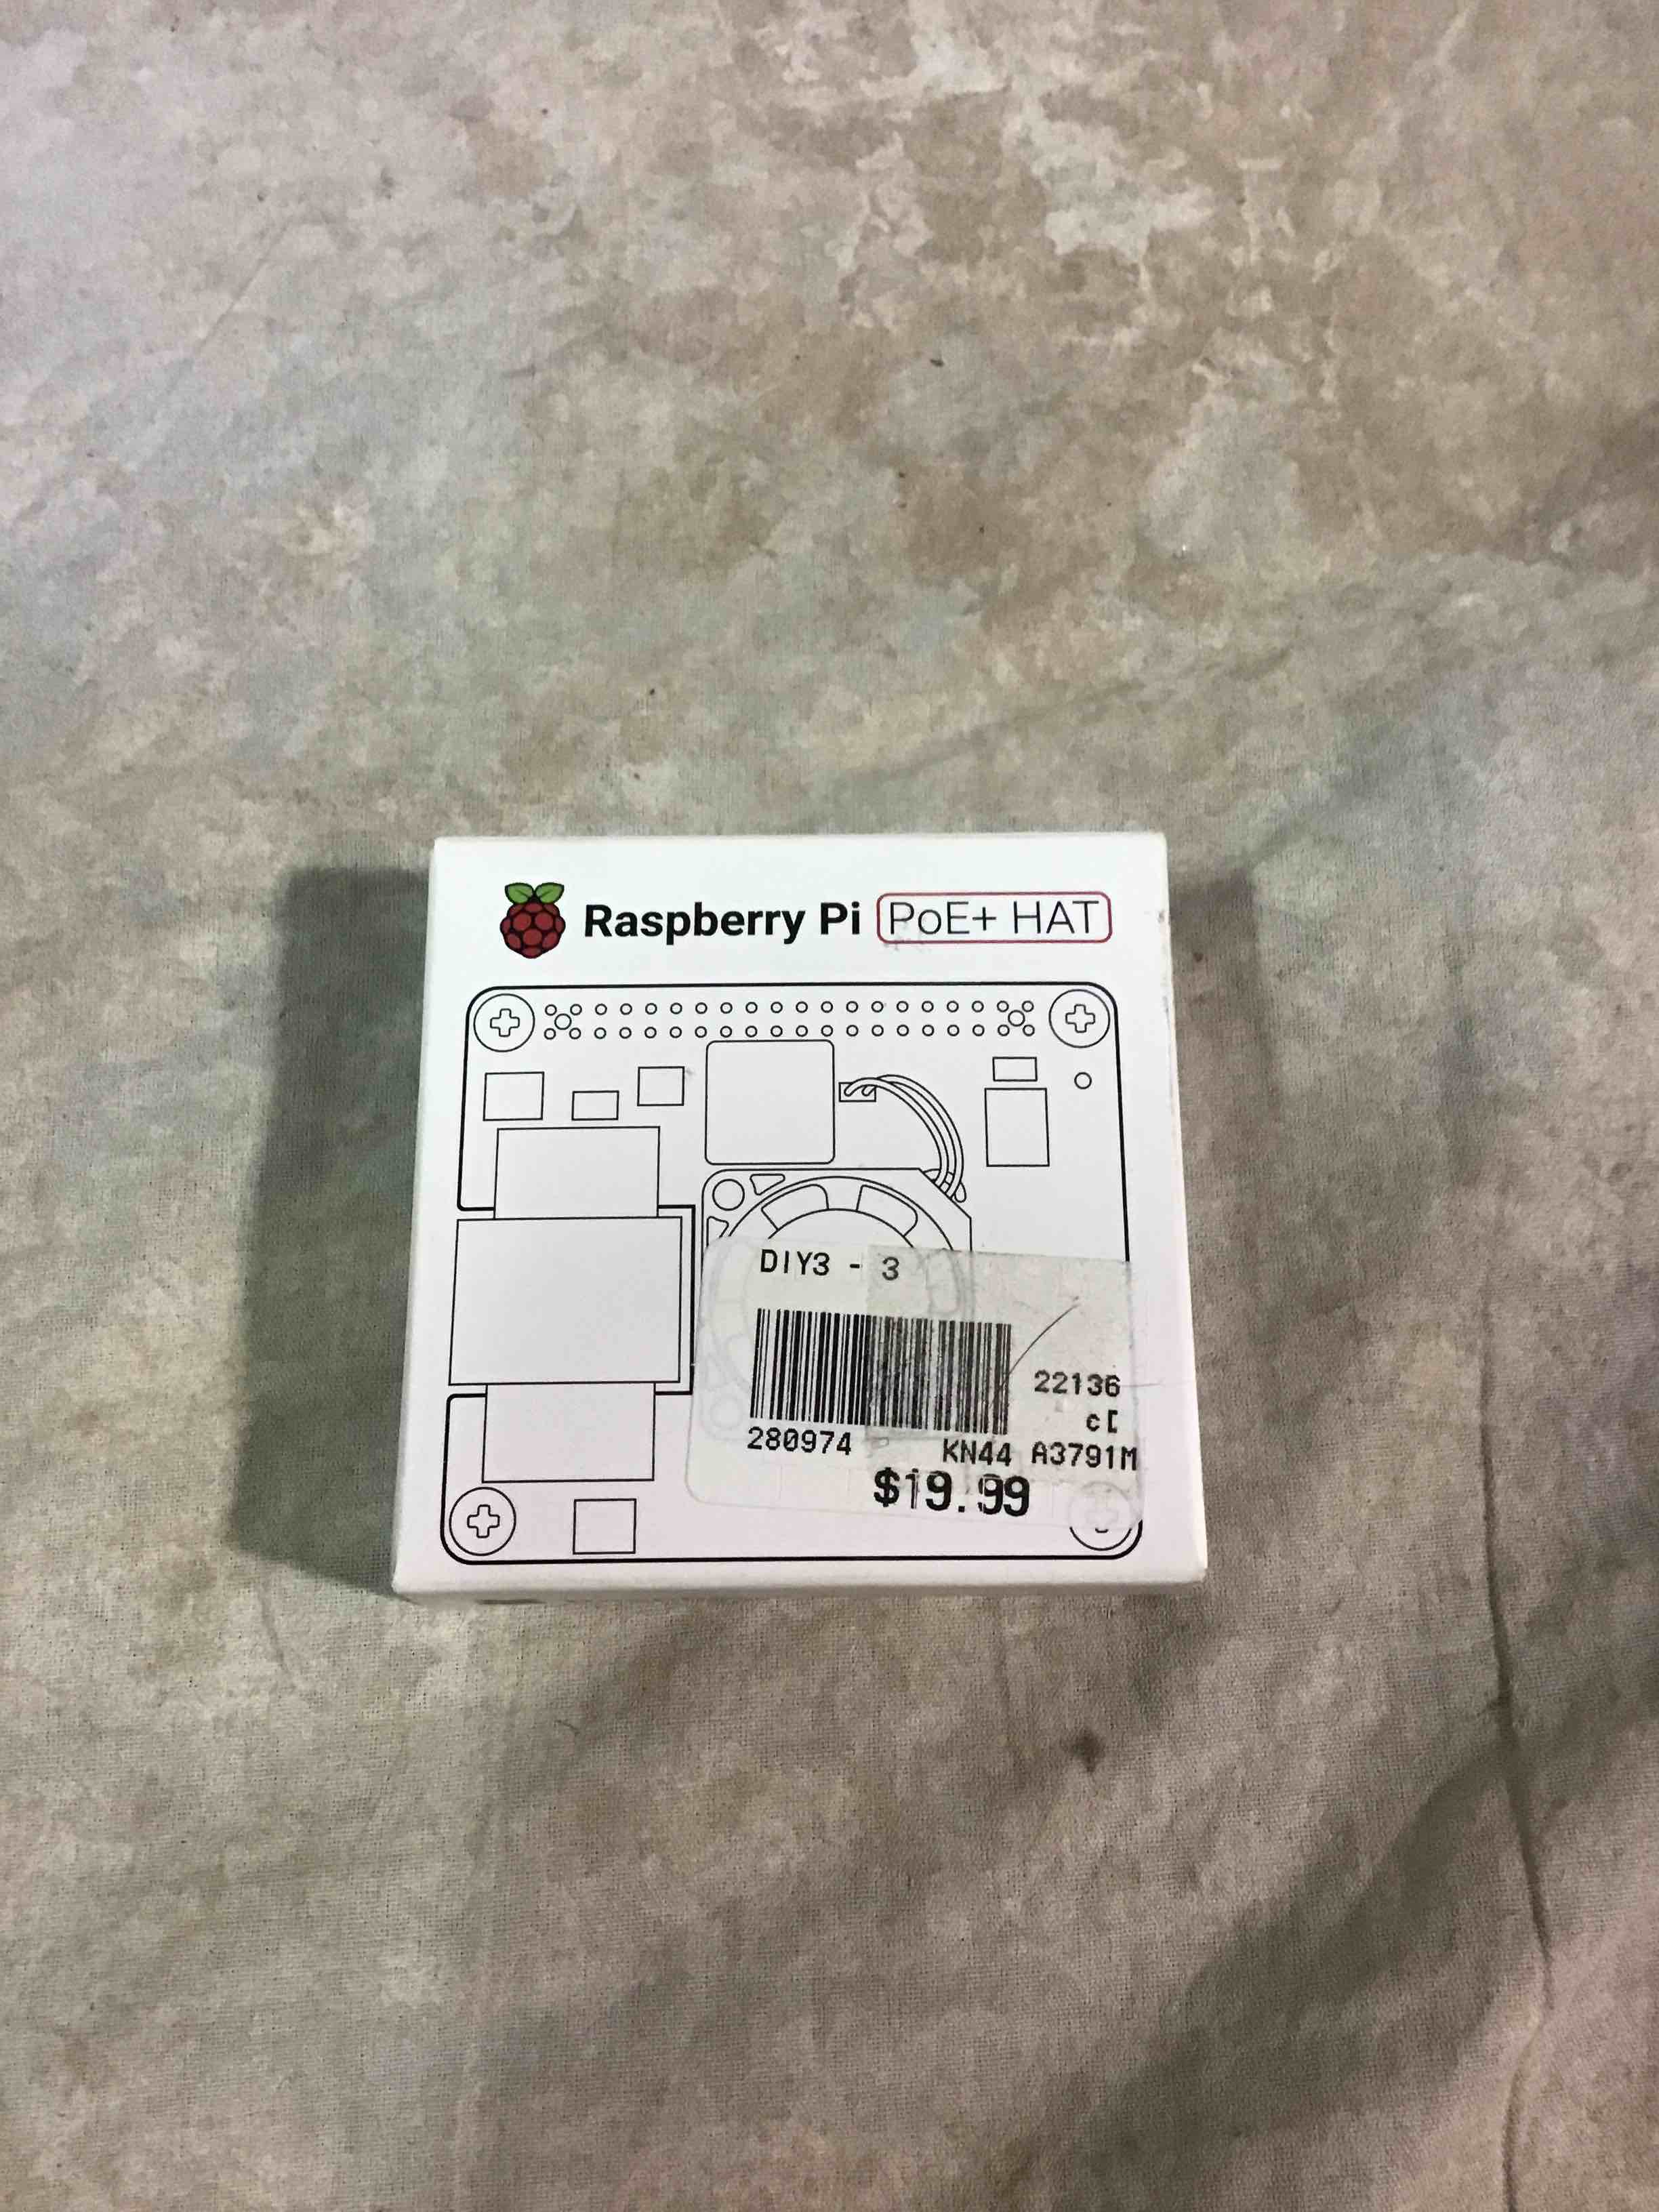 Raspberry Pi PoE+ HAT
DIY3 - 3
22136
c[
280974 KN44 A3791M
$19.99